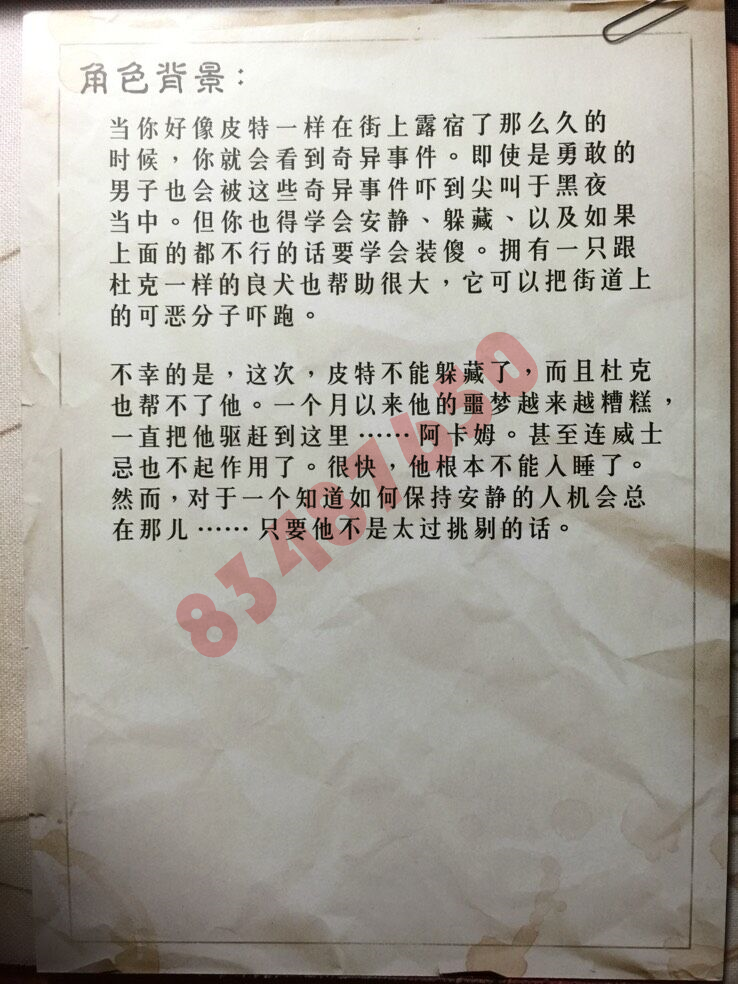 角色背景：
当你好像皮特一样在街上露宿了那么久的
时候，你就会看到奇异事件。即使是勇敢的
男子也会被这些奇异事件吓到尖叫于黑夜
当中。但你也得学会安静、躲藏、以及如果
上面的都不行的话要学会装傻。拥有一只跟
杜克一样的良犬也帮助很大，它可以把街道上
的可恶分子吓跑。
不幸的是，这次，皮特不能躲藏了，而且杜克
也帮不了他。一个月以来他的噩梦越来越糟糕，
一直把他驱赶到这里……阿卡姆。甚至连威士
忌也不起作用了。很快，他根本不能入睡了。
然而，对于一个知道如何保持安静的人机会总
在那儿……只要他不是太过挑剔的话。
83487650